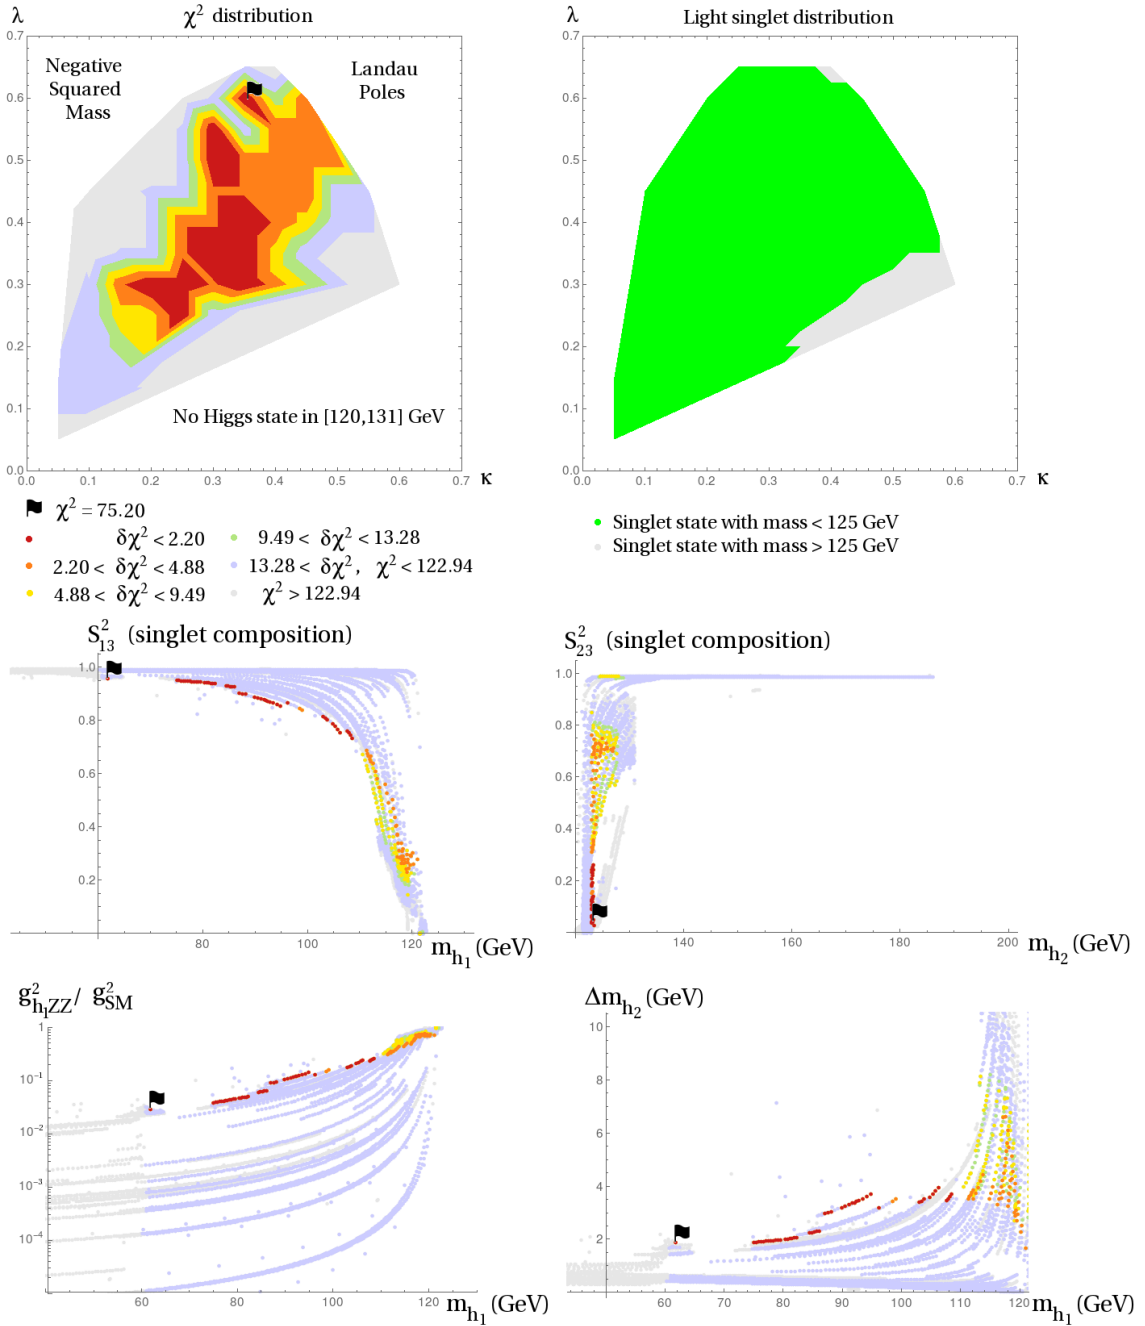 λ χ² distribution
Light singlet distribution λ
0.7
0.6
0.5
0.4
0.3
0.2
0.1
0.0
Negative
Squared
Mass
Landau
Poles
No Higgs state in [120,131] GeV
0.0 0.1 0.2 0.3 0.4 0.5 0.6 0.7 κ
0.7
0.6
0.5
0.4
0.3
0.2
0.1
0.0
0.0 0.1 0.2 0.3 0.4 0.5 0.6 0.7 κ
χ² = 75.20
δχ² < 2.20
2.20 < δχ² < 4.88
4.88 < δχ² < 9.49
9.49 < δχ² < 13.28
13.28 < δχ², χ² < 122.94
χ² > 122.94
Singlet state with mass < 125 GeV
Singlet state with mass > 125 GeV
S²₁₃ (singlet composition)
1.0
0.8
0.6
0.4
0.2
80 100 120 m_h₁ (GeV)
S²₂₃ (singlet composition)
1.0
0.8
0.6
0.4
0.2
140 160 180 200 m_h₂ (GeV)
g²_h₁ZZ / g²_SM
1
10⁻¹
10⁻²
10⁻³
10⁻⁴
60 80 100 120 m_h₁ (GeV)
Δm_h₂ (GeV)
10
8
6
4
2
60 70 80 90 100 110 120 m_h₁ (GeV)